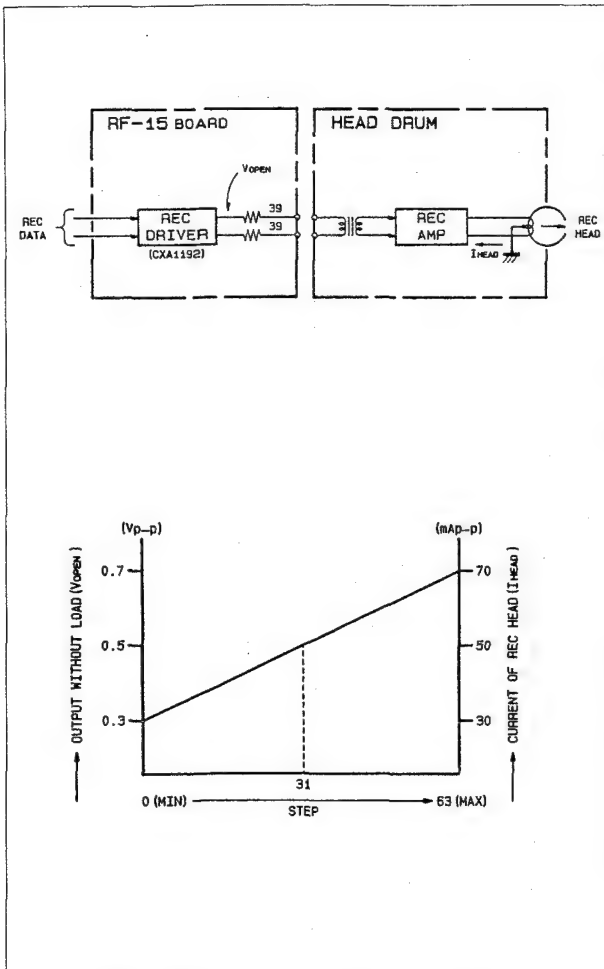 RF-15 BOARD
HEAD DRUM
VOPEN
39
39
REC
DATA
REC
DRIVER
(CXA1192)
REC
AMP
IHEAD
REC
HEAD
(Vp-p)
(mAp-p)
OUTPUT WITHOUT LOAD (VOPEN)
0.7
0.5
0.3
70
50
30
CURRENT OF REC HEAD (IHEAD)
31
0 (MIN)
63 (MAX)
STEP